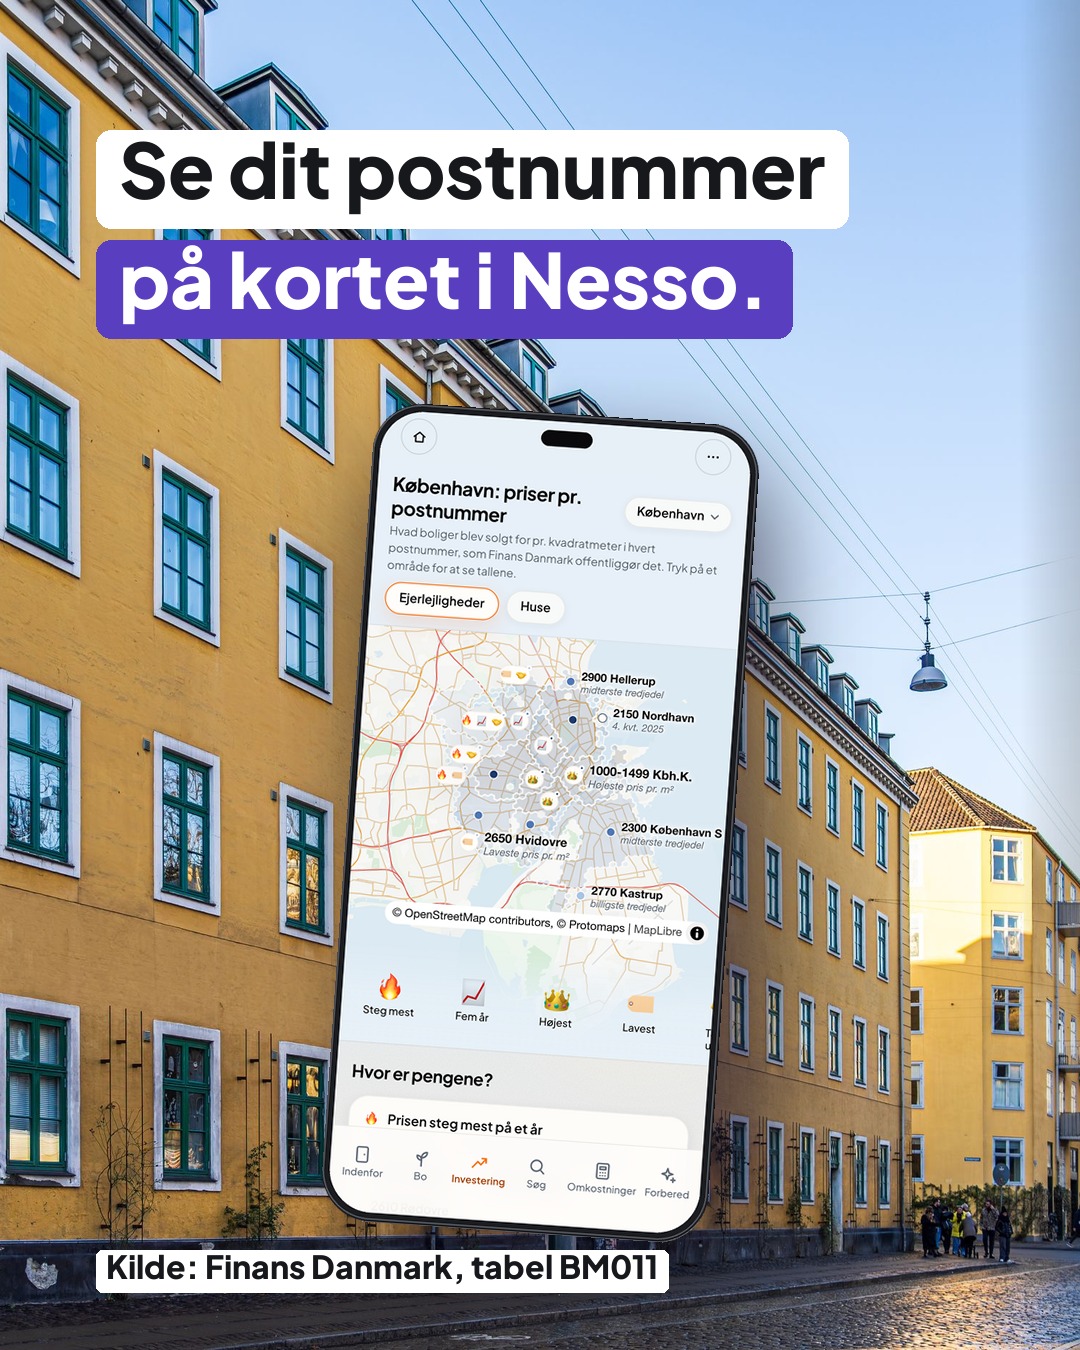 Se dit postnummer
på kortet i Nesso.
København: priser pr.
postnummer
København
Hvad boliger blev solgt for pr. kvadratmeter i hvert
postnummer, som Finans Danmark offentliggør det. Tryk på et
område for at se tallene.
Ejerlejligheder
Huse
2900 Hellerup
midterste tredjedel
2150 Nordhavn
4. kvt. 2025
1000-1499 Kbh.K.
Højeste pris pr. m²
2300 København S
midterste tredjedel
2650 Hvidovre
Laveste pris pr. m²
2770 Kastrup
billigste tredjedel
© OpenStreetMap contributors, © Protomaps | MapLibre
Steg mest
Fem år
Højest
Lavest
Hvor er pengene?
Prisen steg mest på et år
Indenfor
Bo
Investering
Søg
Omkostninger
Forbered
Kilde: Finans Danmark, tabel BM011